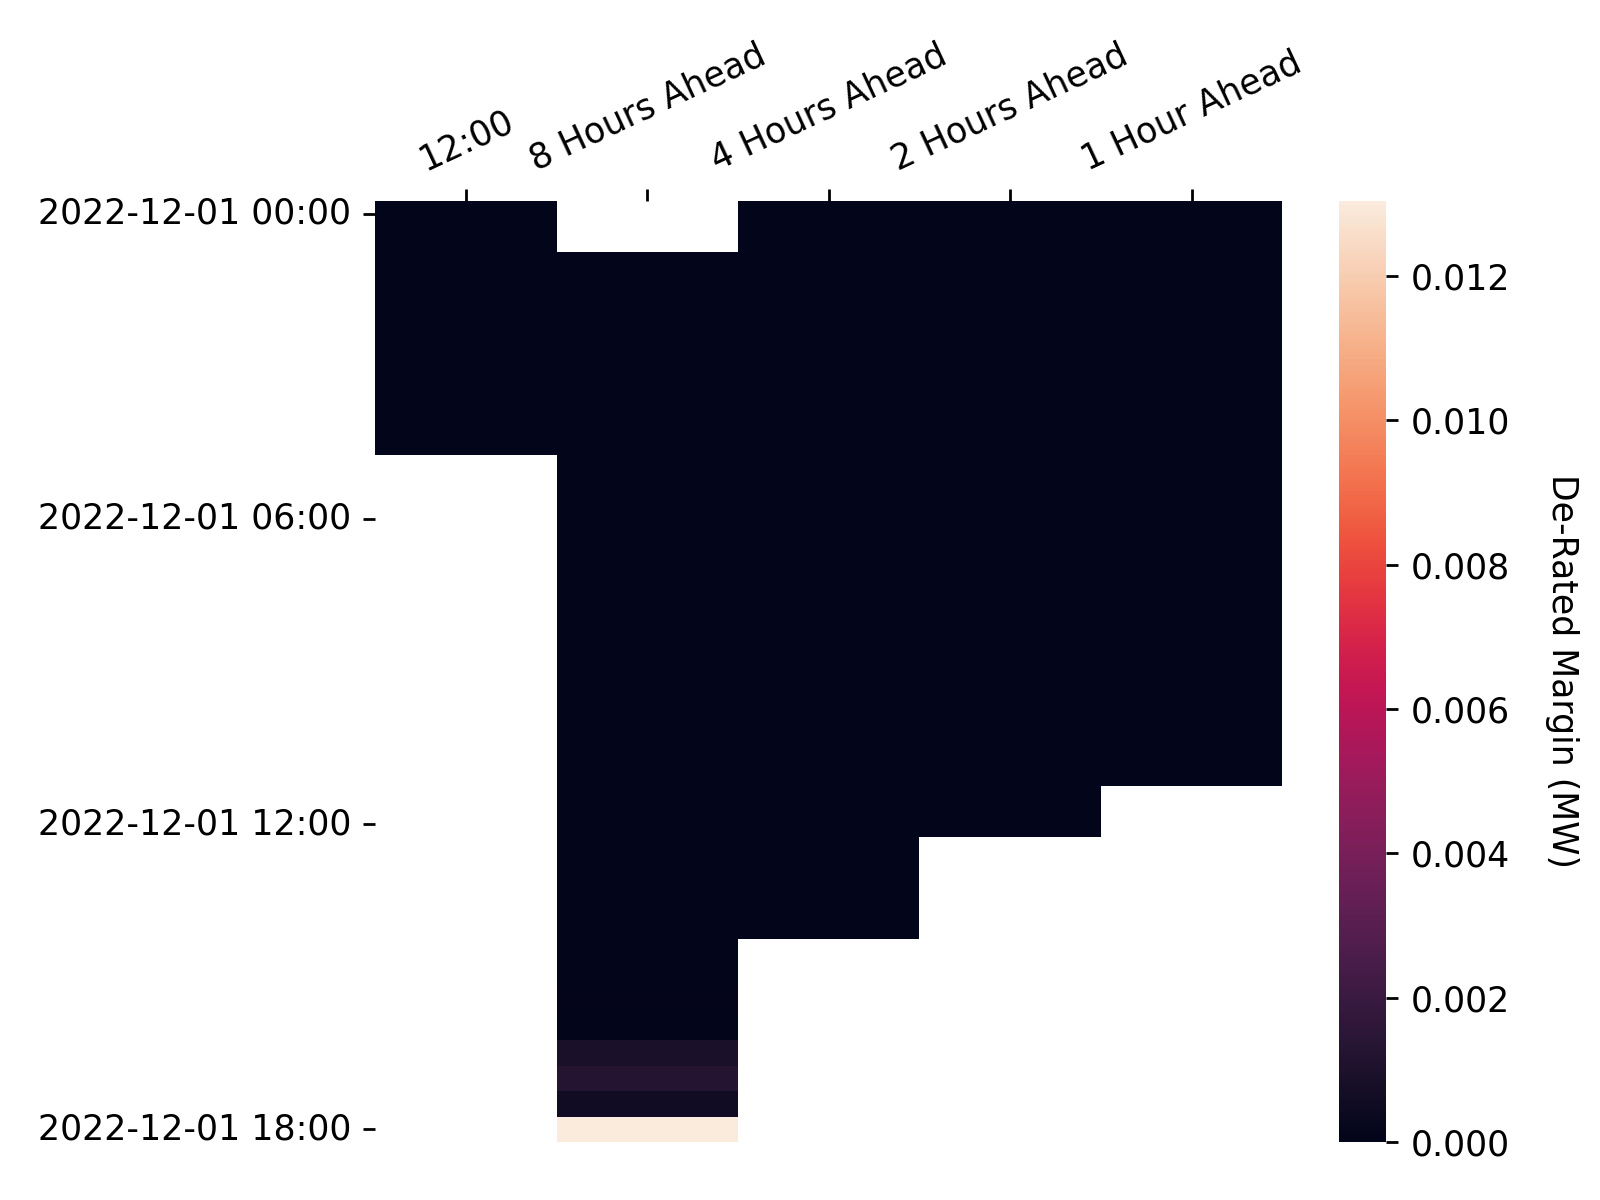 12:00
8 Hours Ahead
4 Hours Ahead
2 Hours Ahead
1 Hour Ahead
2022-12-01 00:00
2022-12-01 06:00
2022-12-01 12:00
2022-12-01 18:00
0.012
0.010
0.008
0.006
0.004
0.002
0.000
De-Rated Margin (MW)